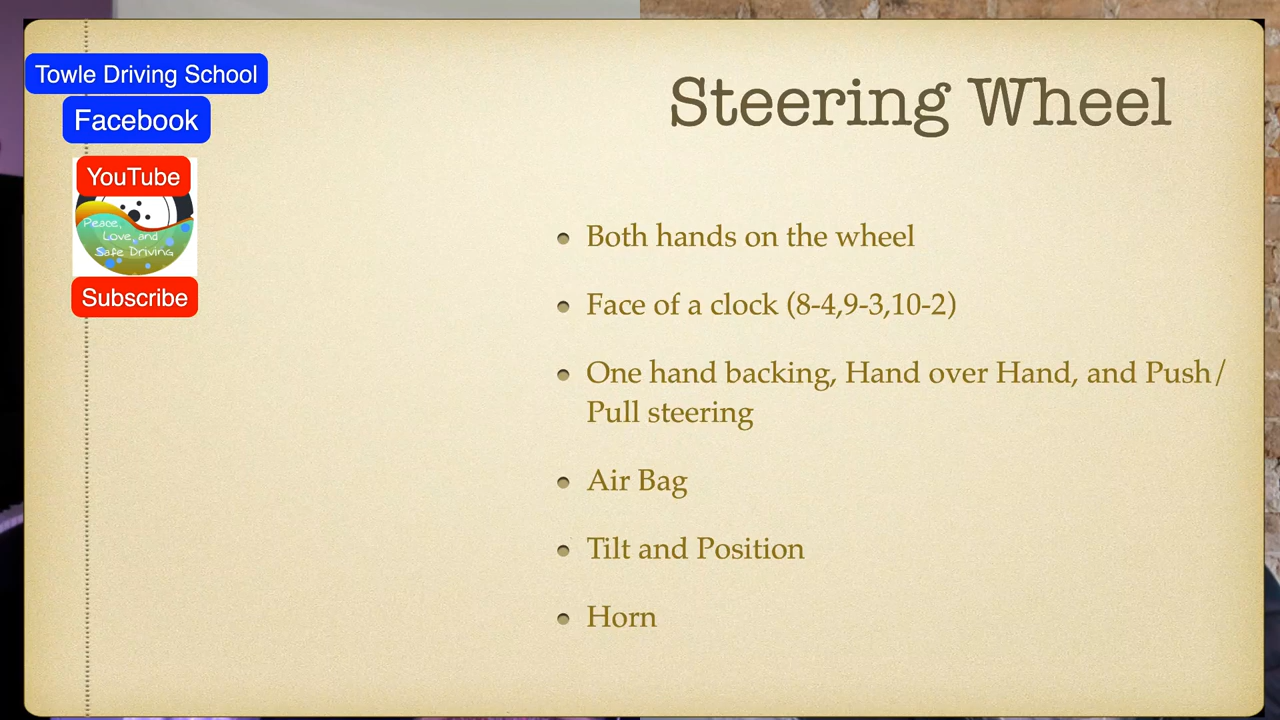 Towle Driving School
Facebook
YouTube
Peace,
Love, and
Safe Driving
Subscribe
Steering Wheel
• Both hands on the wheel
• Face of a clock (8-4,9-3,10-2)
• One hand backing, Hand over Hand, and Push/
Pull steering
• Air Bag
• Tilt and Position
• Horn